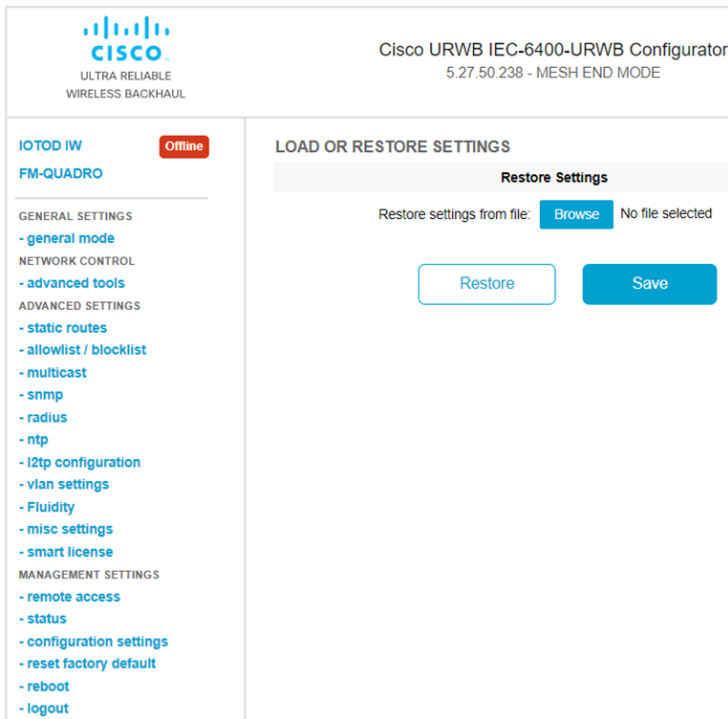 CISCO
ULTRA RELIABLE
WIRELESS BACKHAUL
Cisco URWB IEC-6400-URWB Configurator
5.27.50.238 - MESH END MODE
IOTOD IW
Offline
FM-QUADRO
GENERAL SETTINGS
- general mode
NETWORK CONTROL
- advanced tools
ADVANCED SETTINGS
- static routes
- allowlist / blocklist
- multicast
- snmp
- radius
- ntp
- l2tp configuration
- vlan settings
- Fluidity
- misc settings
- smart license
MANAGEMENT SETTINGS
- remote access
- status
- configuration settings
- reset factory default
- reboot
- logout
LOAD OR RESTORE SETTINGS
Restore Settings
Restore settings from file: Browse No file selected
Restore Save